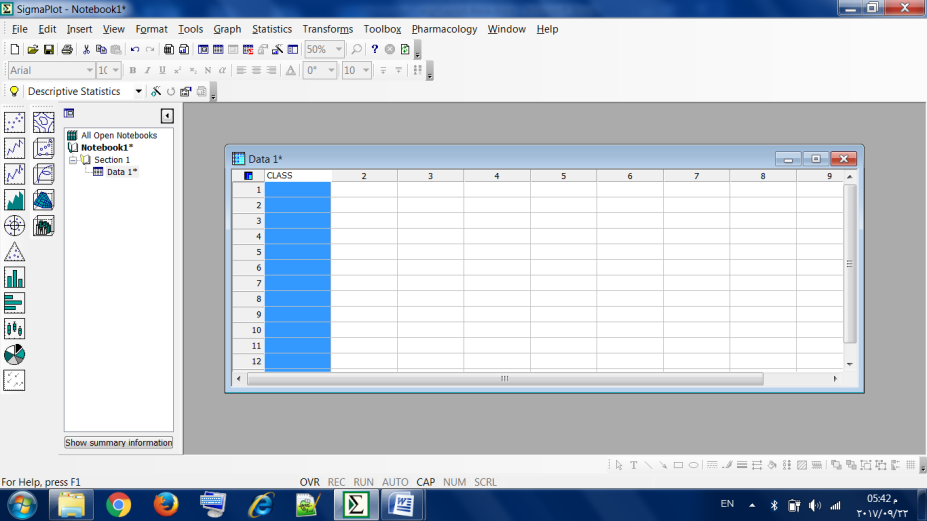 SigmaPlot - Notebook1*
File Edit Insert View Format Tools Graph Statistics Transforms Toolbox Pharmacology Window Help
50%
Arial 10 B I U 0° 10
Descriptive Statistics
All Open Notebooks
Notebook1*
Section 1
Data 1*
Show summary information
Data 1*
CLASS 2 3 4 5 6 7 8 9
1
2
3
4
5
6
7
8
9
10
11
12
For Help, press F1 OVR REC RUN AUTO CAP NUM SCRL
EN 05:42 م
٢٠١٧/٠٩/٢٢